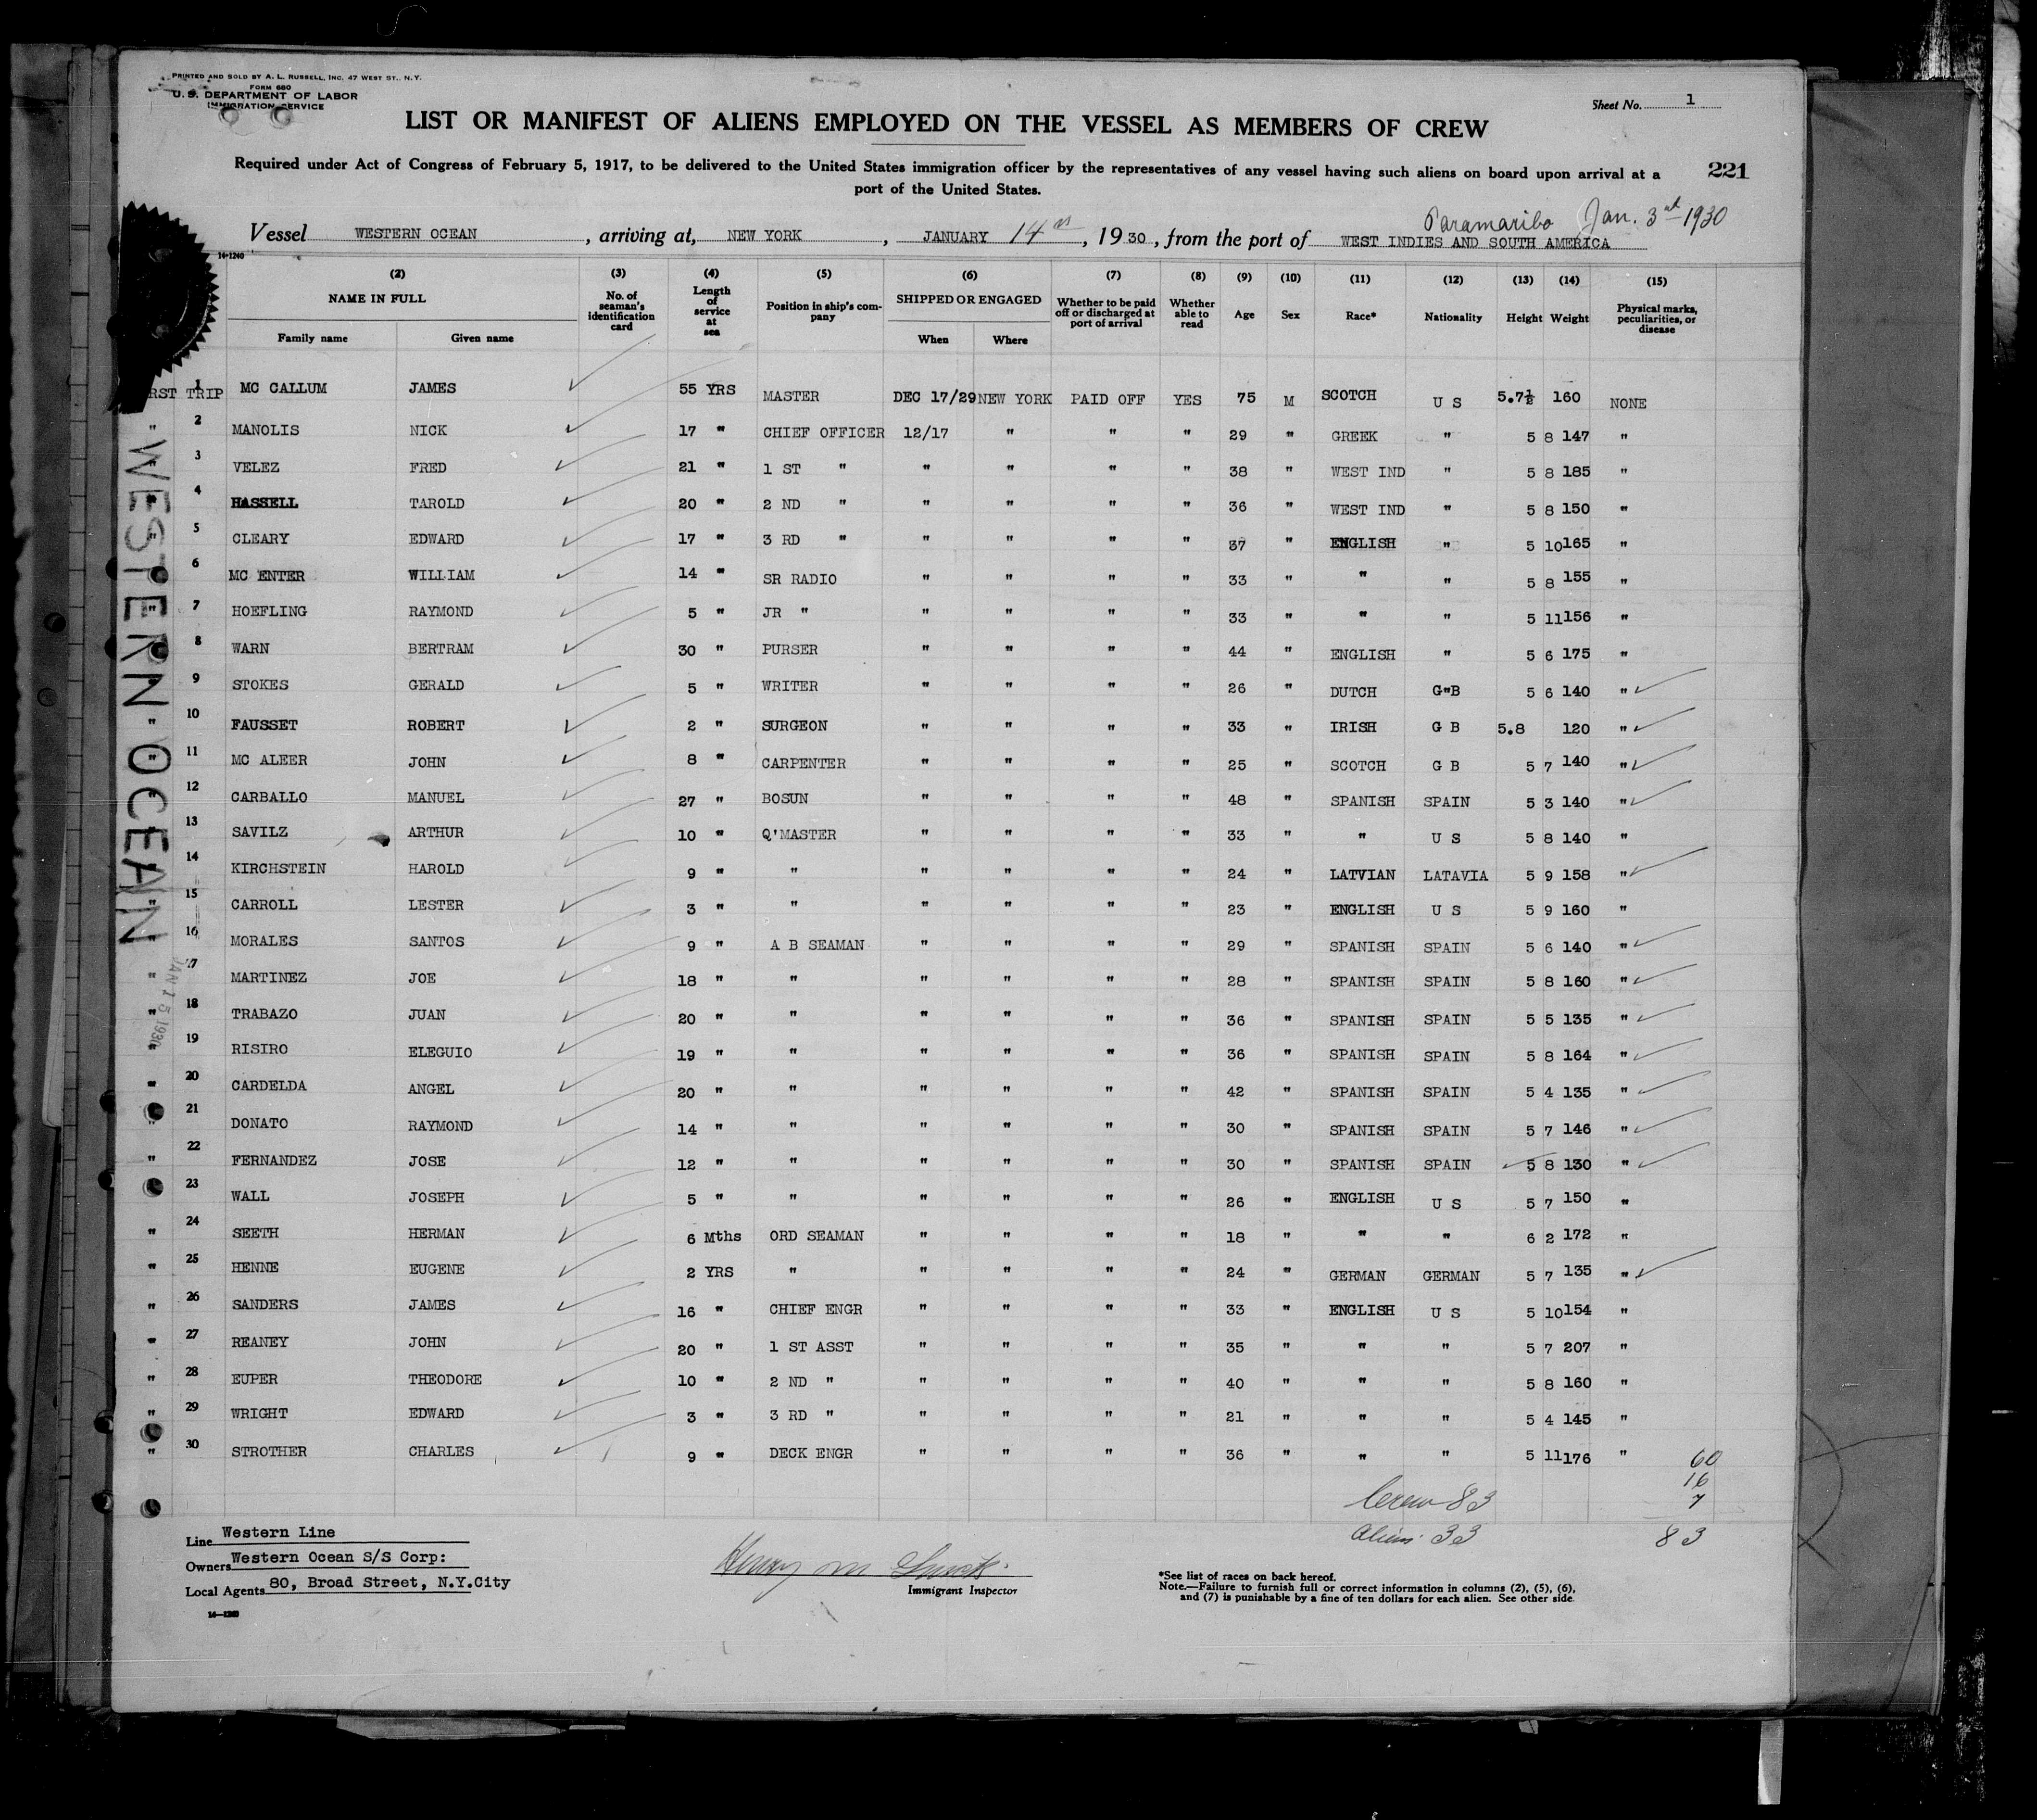 PRINTED AND SOLD BY A. L. RUSSELL, INC. 47 WEST ST., N.Y.
FORM 680
U. S. DEPARTMENT OF LABOR
IMMIGRATION SERVICE
Sheet No. 1
LIST OR MANIFEST OF ALIENS EMPLOYED ON THE VESSEL AS MEMBERS OF CREW
Required under Act of Congress of February 5, 1917, to be delivered to the United States immigration officer by the representatives of any vessel having such aliens on board upon arrival at a
port of the United States.
221
Paramaribo Jan. 3rd 1930
Vessel WESTERN OCEAN, arriving at, NEW YORK, JANUARY 14th, 1930, from the port of WEST INDIES AND SOUTH AMERICA
14-1240
(2) (3) (4) (5) (6) (7) (8) (9) (10) (11) (12) (13) (14) (15)
NAME IN FULL No. of seaman's identification card Length of service at sea Position in ship's company SHIPPED OR ENGAGED Whether to be paid off or discharged at port of arrival Whether able to read Age Sex Race* Nationality Height Weight Physical marks, peculiarities, or disease
Family name Given name When Where
RST TRIP 1 MC CALLUM JAMES 55 YRS MASTER DEC 17/29 NEW YORK PAID OFF YES 75 M SCOTCH U S 5.7½ 160 NONE
" 2 MANOLIS NICK 17 " CHIEF OFFICER 12/17 " " " 29 " GREEK " 5 8 147 "
3 VELEZ FRED 21 " 1 ST " " " " " 38 " WEST IND " 5 8 185 "
" 4 HASSELL TAROLD 20 " 2 ND " " " " " 36 " WEST IND " 5 8 150 "
" 5 CLEARY EDWARD 17 " 3 RD " " " " " 37 " ENGLISH " 5 10 165 "
6 MC ENTER WILLIAM 14 " SR RADIO " " " " 33 " " " 5 8 155 "
" 7 HOEFLING RAYMOND 5 " JR " " " " " 33 " " " 5 11 156 "
8 WARN BERTRAM 30 " PURSER " " " " 44 " ENGLISH " 5 6 175 "
" 9 STOKES GERALD 5 " WRITER " " " " 26 " DUTCH G"B 5 6 140 "
" 10 FAUSSET ROBERT 2 " SURGEON " " " " 33 " IRISH G B 5.8 120 "
" 11 MC ALEER JOHN 8 " CARPENTER " " " " 25 " SCOTCH G B 5 7 140 "
" 12 CARBALLO MANUEL 27 " BOSUN " " " " 48 " SPANISH SPAIN 5 3 140 "
" 13 SAVILZ ARTHUR 10 " Q'MASTER " " " " 33 " " U S 5 8 140 "
" 14 KIRCHSTEIN HAROLD 9 " " " " " " 24 " LATVIAN LATAVIA 5 9 158 "
" 15 CARROLL LESTER 3 " " " " " " 23 " ENGLISH U S 5 9 160 "
" 16 MORALES SANTOS 9 " A B SEAMAN " " " " 29 " SPANISH SPAIN 5 6 140 "
" 17 MARTINEZ JOE 18 " " " " " " 28 " SPANISH SPAIN 5 8 160 "
" 18 TRABAZO JUAN 20 " " " " " " 36 " SPANISH SPAIN 5 5 135 "
" 19 RISIRO ELEGUIO 19 " " " " " " 36 " SPANISH SPAIN 5 8 164 "
" 20 CARDELDA ANGEL 20 " " " " " " 42 " SPANISH SPAIN 5 4 135 "
" 21 DONATO RAYMOND 14 " " " " " " 30 " SPANISH SPAIN 5 7 146 "
" 22 FERNANDEZ JOSE 12 " " " " " " 30 " SPANISH SPAIN 5 8 130 "
23 WALL JOSEPH 5 " " " " " " 26 " ENGLISH U S 5 7 150 "
" 24 SEETH HERMAN 6 Mths ORD SEAMAN " " " " 18 " " " 6 2 172 "
" 25 HENNE EUGENE 2 YRS " " " " " 24 " GERMAN GERMAN 5 7 135 "
" 26 SANDERS JAMES 16 " CHIEF ENGR " " " " 33 " ENGLISH U S 5 10 154 "
" 27 REANEY JOHN 20 " 1 ST ASST " " " " 35 " " " 5 7 207 "
" 28 EUPER THEODORE 10 " 2 ND " " " " " 40 " " " 5 8 160 "
" 29 WRIGHT EDWARD 3 " 3 RD " " " " " 21 " " " 5 4 145 "
" 30 STROTHER CHARLES 9 " DECK ENGR " " " " 36 " " " 5 11 176 "
WESTERN OCEAN
JAN 15 1930
60
16
7
83
Crew 83
Aliens 33
Line Western Line
Owners Western Ocean S/S Corp:
Local Agents 80, Broad Street, N.Y.City
14-1240
Henry M
Immigrant Inspector
*See list of races on back hereof.
Note.—Failure to furnish full or correct information in columns (2), (5), (6),
and (7) is punishable by a fine of ten dollars for each alien. See other side.